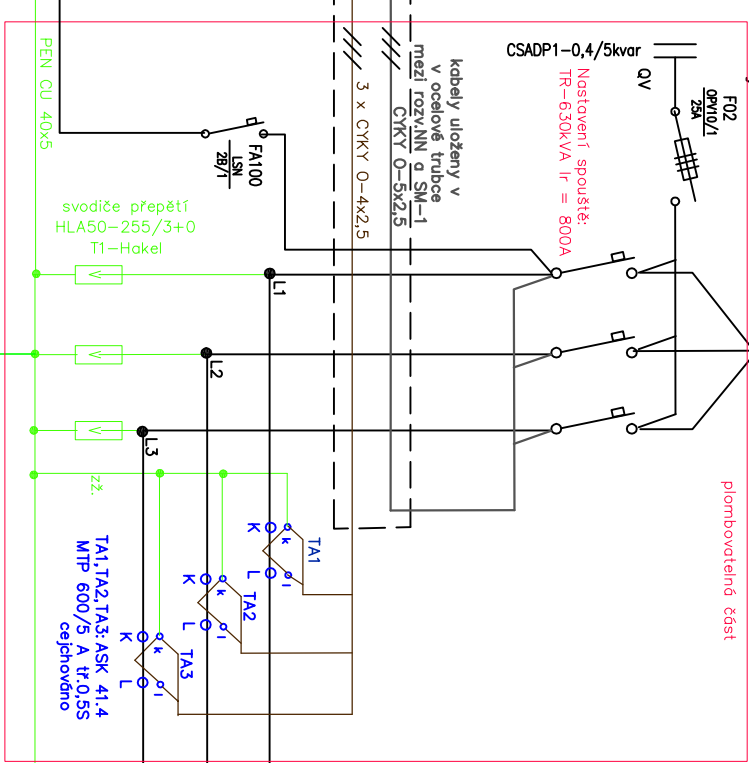 CSADP1-0,4/5kvar
QV
F02
OPV10/1
25A
Nastavení spouště:
TR-630kVA Ir = 800A
kabely uloženy v
v ocelové trubce
mezi rozv.NN a SM-1
CYKY O-5x2,5
3 x CYKY O-4x2,5
PEN CU 40x5
FA100
LSN
2B/1
svodiče přepětí
HLA50-255/3+0
T1-Hakel
L1
L2
L3
zž.
plombovatelná část
TA1
K
k
L
l
TA2
K
k
L
l
TA3
K
k
L
l
TA1,TA2,TA3: ASK 41.4
MTP 600/5 A tř.0,5S
cejchováno